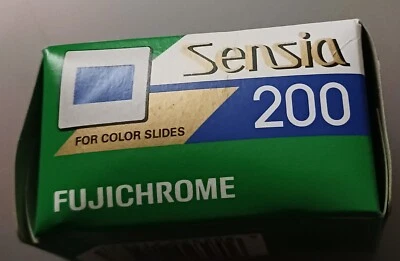 Sensia
200
FOR COLOR SLIDES
FUJICHROME